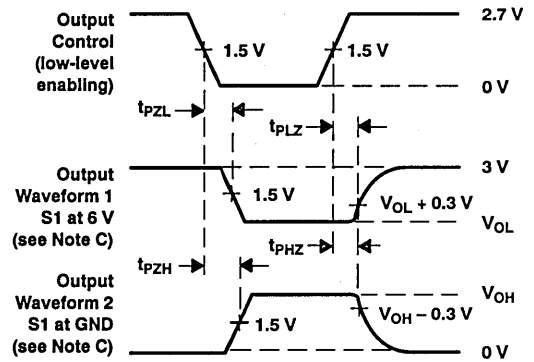 Output
Control
(low-level
enabling)
2.7 V
1.5 V
1.5 V
0 V
tPZL
tPLZ
Output
Waveform 1
S1 at 6 V
(see Note C)
3 V
1.5 V
VOL + 0.3 V
VOL
tPZH
tPHZ
Output
Waveform 2
S1 at GND
(see Note C)
VOH
1.5 V
VOH − 0.3 V
0 V